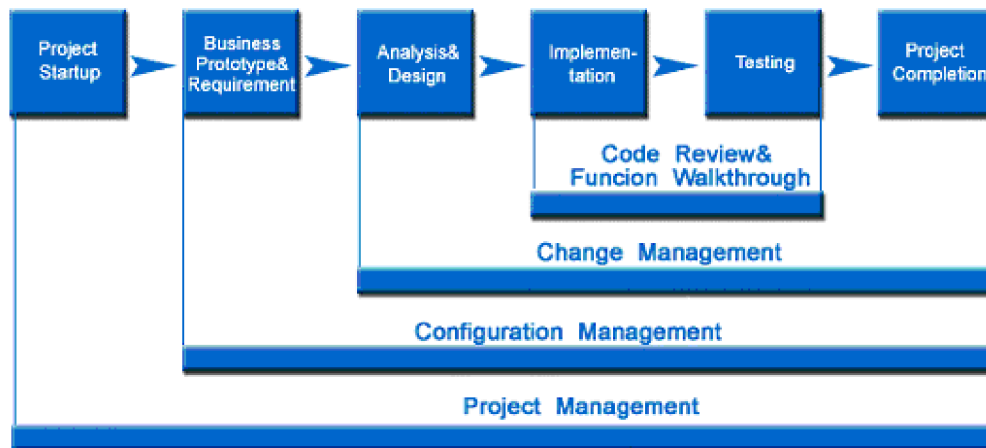 Project
Startup
Business
Prototype&
Requirement
Analysis&
Design
Implemen-
tation
Testing
Project
Completion
Code Review&
Funcion Walkthrough
Change Management
Configuration Management
Project Management